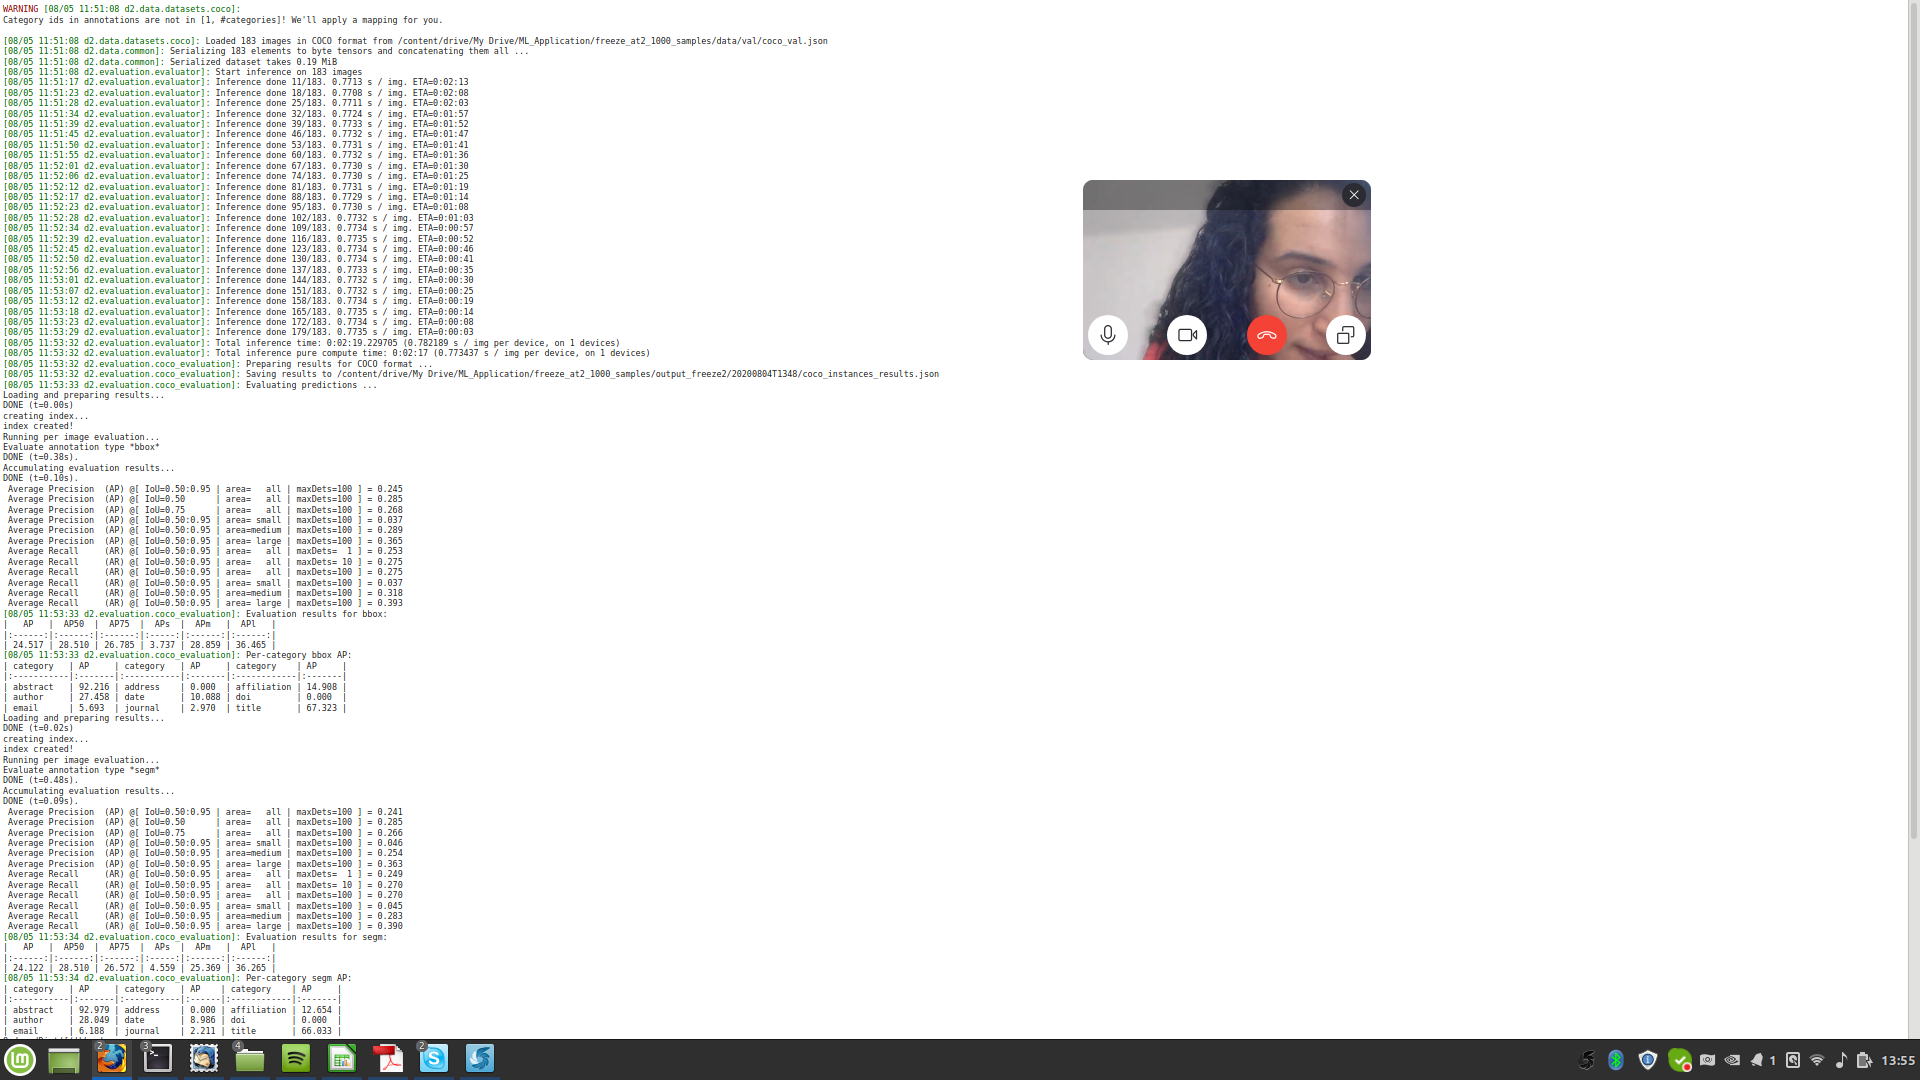 WARNING [08/05 11:51:08 d2.data.datasets.coco]:
Category ids in annotations are not in [1, #categories]! We'll apply a mapping for you.
[08/05 11:51:08 d2.data.datasets.coco]: Loaded 183 images in COCO format from /content/drive/My Drive/ML_Application/freeze_at2_1000_samples/data/val/coco_val.json
[08/05 11:51:08 d2.data.common]: Serializing 183 elements to byte tensors and concatenating them all ...
[08/05 11:51:08 d2.data.common]: Serialized dataset takes 0.19 MiB
[08/05 11:51:08 d2.evaluation.evaluator]: Start inference on 183 images
[08/05 11:51:17 d2.evaluation.evaluator]: Inference done 11/183. 0.7713 s / img. ETA=0:02:13
[08/05 11:51:23 d2.evaluation.evaluator]: Inference done 18/183. 0.7708 s / img. ETA=0:02:08
[08/05 11:51:28 d2.evaluation.evaluator]: Inference done 25/183. 0.7711 s / img. ETA=0:02:03
[08/05 11:51:34 d2.evaluation.evaluator]: Inference done 32/183. 0.7724 s / img. ETA=0:01:57
[08/05 11:51:39 d2.evaluation.evaluator]: Inference done 39/183. 0.7733 s / img. ETA=0:01:52
[08/05 11:51:45 d2.evaluation.evaluator]: Inference done 46/183. 0.7732 s / img. ETA=0:01:47
[08/05 11:51:50 d2.evaluation.evaluator]: Inference done 53/183. 0.7731 s / img. ETA=0:01:41
[08/05 11:51:55 d2.evaluation.evaluator]: Inference done 60/183. 0.7732 s / img. ETA=0:01:36
[08/05 11:52:01 d2.evaluation.evaluator]: Inference done 67/183. 0.7730 s / img. ETA=0:01:30
[08/05 11:52:06 d2.evaluation.evaluator]: Inference done 74/183. 0.7730 s / img. ETA=0:01:25
[08/05 11:52:12 d2.evaluation.evaluator]: Inference done 81/183. 0.7731 s / img. ETA=0:01:19
[08/05 11:52:17 d2.evaluation.evaluator]: Inference done 88/183. 0.7729 s / img. ETA=0:01:14
[08/05 11:52:23 d2.evaluation.evaluator]: Inference done 95/183. 0.7730 s / img. ETA=0:01:08
[08/05 11:52:28 d2.evaluation.evaluator]: Inference done 102/183. 0.7732 s / img. ETA=0:01:03
[08/05 11:52:34 d2.evaluation.evaluator]: Inference done 109/183. 0.7734 s / img. ETA=0:00:57
[08/05 11:52:39 d2.evaluation.evaluator]: Inference done 116/183. 0.7735 s / img. ETA=0:00:52
[08/05 11:52:45 d2.evaluation.evaluator]: Inference done 123/183. 0.7734 s / img. ETA=0:00:46
[08/05 11:52:50 d2.evaluation.evaluator]: Inference done 130/183. 0.7734 s / img. ETA=0:00:41
[08/05 11:52:56 d2.evaluation.evaluator]: Inference done 137/183. 0.7733 s / img. ETA=0:00:35
[08/05 11:53:01 d2.evaluation.evaluator]: Inference done 144/183. 0.7732 s / img. ETA=0:00:30
[08/05 11:53:07 d2.evaluation.evaluator]: Inference done 151/183. 0.7732 s / img. ETA=0:00:25
[08/05 11:53:12 d2.evaluation.evaluator]: Inference done 158/183. 0.7734 s / img. ETA=0:00:19
[08/05 11:53:18 d2.evaluation.evaluator]: Inference done 165/183. 0.7735 s / img. ETA=0:00:14
[08/05 11:53:23 d2.evaluation.evaluator]: Inference done 172/183. 0.7734 s / img. ETA=0:00:08
[08/05 11:53:29 d2.evaluation.evaluator]: Inference done 179/183. 0.7735 s / img. ETA=0:00:03
[08/05 11:53:32 d2.evaluation.evaluator]: Total inference time: 0:02:19.229705 (0.782189 s / img per device, on 1 devices)
[08/05 11:53:32 d2.evaluation.evaluator]: Total inference pure compute time: 0:02:17 (0.773437 s / img per device, on 1 devices)
[08/05 11:53:32 d2.evaluation.coco_evaluation]: Preparing results for COCO format ...
[08/05 11:53:32 d2.evaluation.coco_evaluation]: Saving results to /content/drive/My Drive/ML_Application/freeze_at2_1000_samples/output_freeze2/20200804T1348/coco_instances_results.json
[08/05 11:53:33 d2.evaluation.coco_evaluation]: Evaluating predictions ...
Loading and preparing results...
DONE (t=0.00s)
creating index...
index created!
Running per image evaluation...
Evaluate annotation type *bbox*
DONE (t=0.38s).
Accumulating evaluation results...
DONE (t=0.10s).
Average Precision (AP) @[ IoU=0.50:0.95 | area= all | maxDets=100 ] = 0.245
Average Precision (AP) @[ IoU=0.50 | area= all | maxDets=100 ] = 0.285
Average Precision (AP) @[ IoU=0.75 | area= all | maxDets=100 ] = 0.268
Average Precision (AP) @[ IoU=0.50:0.95 | area= small | maxDets=100 ] = 0.037
Average Precision (AP) @[ IoU=0.50:0.95 | area=medium | maxDets=100 ] = 0.289
Average Precision (AP) @[ IoU=0.50:0.95 | area= large | maxDets=100 ] = 0.365
Average Recall (AR) @[ IoU=0.50:0.95 | area= all | maxDets= 1 ] = 0.253
Average Recall (AR) @[ IoU=0.50:0.95 | area= all | maxDets= 10 ] = 0.275
Average Recall (AR) @[ IoU=0.50:0.95 | area= all | maxDets=100 ] = 0.275
Average Recall (AR) @[ IoU=0.50:0.95 | area= small | maxDets=100 ] = 0.037
Average Recall (AR) @[ IoU=0.50:0.95 | area=medium | maxDets=100 ] = 0.318
Average Recall (AR) @[ IoU=0.50:0.95 | area= large | maxDets=100 ] = 0.393
[08/05 11:53:33 d2.evaluation.coco_evaluation]: Evaluation results for bbox:
| AP | AP50 | AP75 | APs | APm | APl |
|:------:|:------:|:------:|:-----:|:------:|:------:|
| 24.517 | 28.510 | 26.785 | 3.737 | 28.859 | 36.465 |
[08/05 11:53:33 d2.evaluation.coco_evaluation]: Per-category bbox AP:
| category | AP | category | AP | category | AP |
|:-----------|:-------|:-----------|:-------|:------------|:-------|
| abstract | 92.216 | address | 0.000 | affiliation | 14.908 |
| author | 27.458 | date | 10.088 | doi | 0.000 |
| email | 5.693 | journal | 2.970 | title | 67.323 |
Loading and preparing results...
DONE (t=0.02s)
creating index...
index created!
Running per image evaluation...
Evaluate annotation type *segm*
DONE (t=0.48s).
Accumulating evaluation results...
DONE (t=0.09s).
Average Precision (AP) @[ IoU=0.50:0.95 | area= all | maxDets=100 ] = 0.241
Average Precision (AP) @[ IoU=0.50 | area= all | maxDets=100 ] = 0.285
Average Precision (AP) @[ IoU=0.75 | area= all | maxDets=100 ] = 0.266
Average Precision (AP) @[ IoU=0.50:0.95 | area= small | maxDets=100 ] = 0.046
Average Precision (AP) @[ IoU=0.50:0.95 | area=medium | maxDets=100 ] = 0.254
Average Precision (AP) @[ IoU=0.50:0.95 | area= large | maxDets=100 ] = 0.363
Average Recall (AR) @[ IoU=0.50:0.95 | area= all | maxDets= 1 ] = 0.249
Average Recall (AR) @[ IoU=0.50:0.95 | area= all | maxDets= 10 ] = 0.270
Average Recall (AR) @[ IoU=0.50:0.95 | area= all | maxDets=100 ] = 0.270
Average Recall (AR) @[ IoU=0.50:0.95 | area= small | maxDets=100 ] = 0.045
Average Recall (AR) @[ IoU=0.50:0.95 | area=medium | maxDets=100 ] = 0.283
Average Recall (AR) @[ IoU=0.50:0.95 | area= large | maxDets=100 ] = 0.390
[08/05 11:53:34 d2.evaluation.coco_evaluation]: Evaluation results for segm:
| AP | AP50 | AP75 | APs | APm | APl |
|:------:|:------:|:------:|:-----:|:------:|:------:|
| 24.122 | 28.510 | 26.572 | 4.559 | 25.369 | 36.265 |
[08/05 11:53:34 d2.evaluation.coco_evaluation]: Per-category segm AP:
| category | AP | category | AP | category | AP |
|:-----------|:-------|:-----------|:------|:------------|:-------|
| abstract | 92.979 | address | 0.000 | affiliation | 12.654 |
| author | 28.049 | date | 8.986 | doi | 0.000 |
| email | 6.188 | journal | 2.211 | title | 66.033 |
2
3
4
2
1
13:55